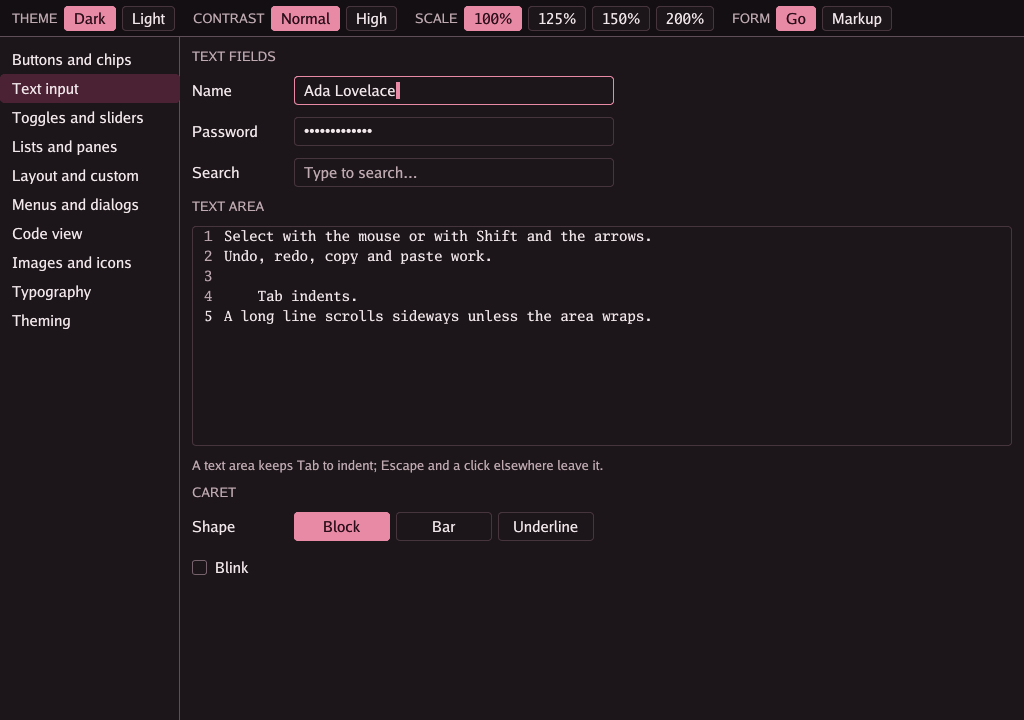 THEME Dark Light CONTRAST Normal High SCALE 100% 125% 150% 200% FORM Go Markup
Buttons and chips
Text input
Toggles and sliders
Lists and panes
Layout and custom
Menus and dialogs
Code view
Images and icons
Typography
Theming
TEXT FIELDS
Name Ada Lovelace
Password •••••••••••••
Search Type to search...
TEXT AREA
1 Select with the mouse or with Shift and the arrows.
2 Undo, redo, copy and paste work.
3
4     Tab indents.
5 A long line scrolls sideways unless the area wraps.
A text area keeps Tab to indent; Escape and a click elsewhere leave it.
CARET
Shape Block Bar Underline
Blink